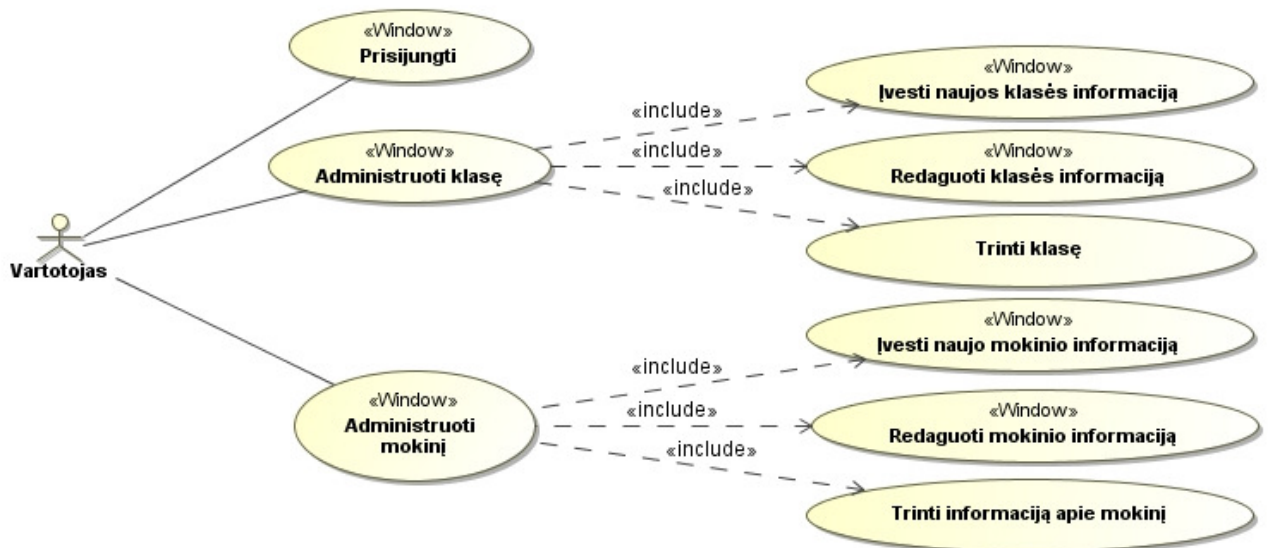 «Window»
Prisijungti
«Window»
Įvesti naujos klasės informaciją
«include»
«Window»
Administruoti klasę
«include»
«Window»
Redaguoti klasės informaciją
«include»
Trinti klasę
Vartotojas
«Window»
Įvesti naujo mokinio informaciją
«include»
«Window»
Administruoti
mokinį
«include»
«Window»
Redaguoti mokinio informaciją
«include»
Trinti informaciją apie mokinį